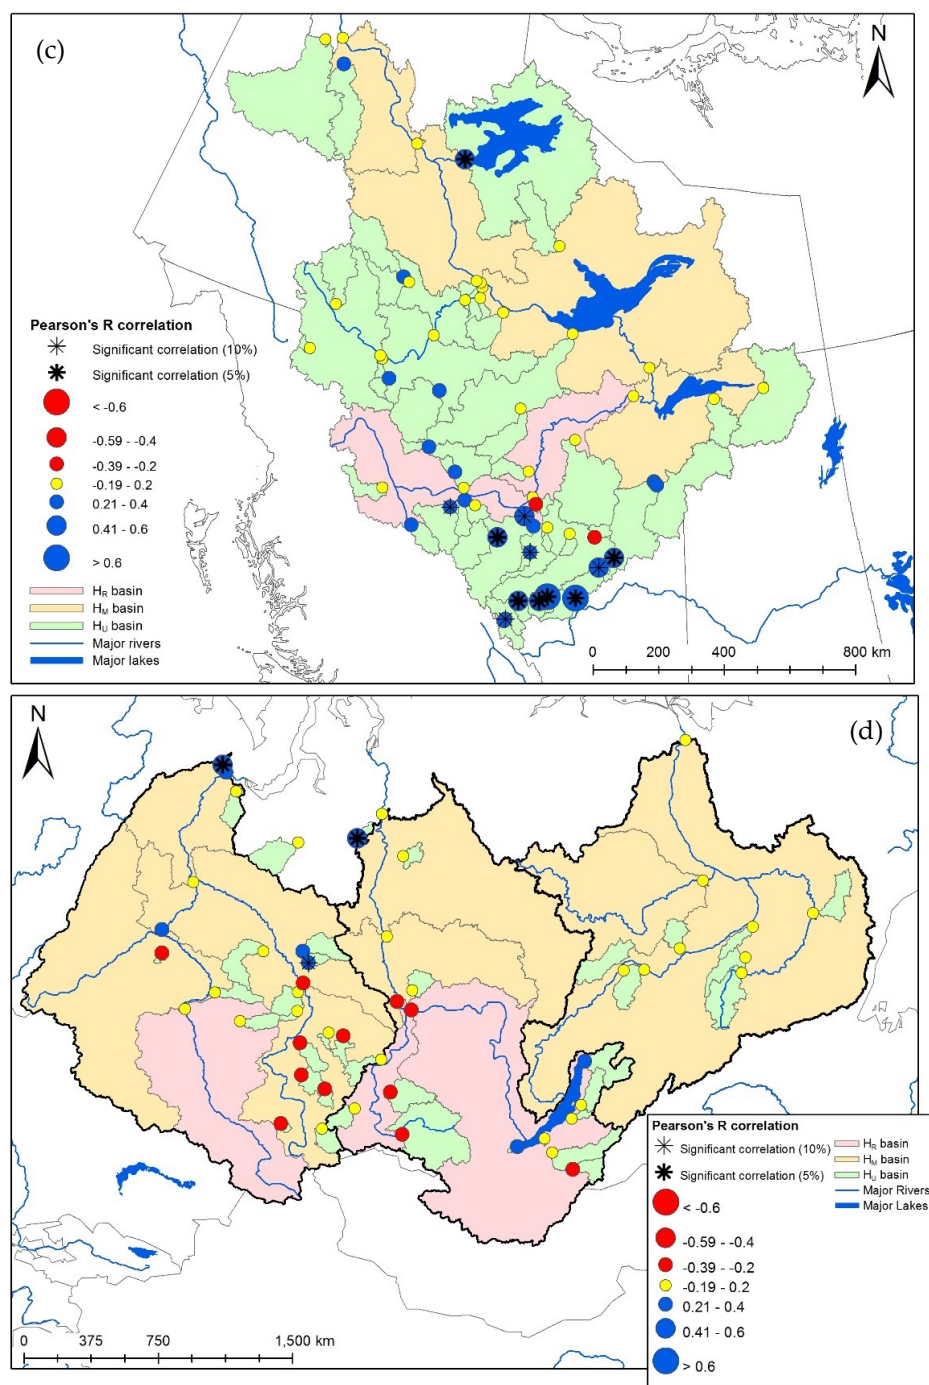 (c)
N
Pearson's R correlation
Significant correlation (10%)
Significant correlation (5%)
< -0.6
-0.59 - -0.4
-0.39 - -0.2
-0.19 - 0.2
0.21 - 0.4
0.41 - 0.6
> 0.6
HR basin
HM basin
HU basin
Major rivers
Major lakes
0 200 400 800 km
N
(d)
Pearson's R correlation
Significant correlation (10%)
Significant correlation (5%)
< -0.6
-0.59 - -0.4
-0.39 - -0.2
-0.19 - 0.2
0.21 - 0.4
0.41 - 0.6
> 0.6
HR basin
HM basin
HU basin
Major Rivers
Major Lakes
0 375 750 1,500 km